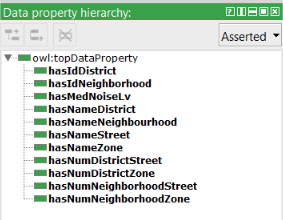 Data property hierarchy:
Asserted
owl:topDataProperty
hasIdDistrict
hasIdNeighborhood
hasMedNoiseLv
hasNameDistrict
hasNameNeighbourhood
hasNameStreet
hasNameZone
hasNumDistrictStreet
hasNumDistrictZone
hasNumNeighborhoodStreet
hasNumNeighborhoodZone